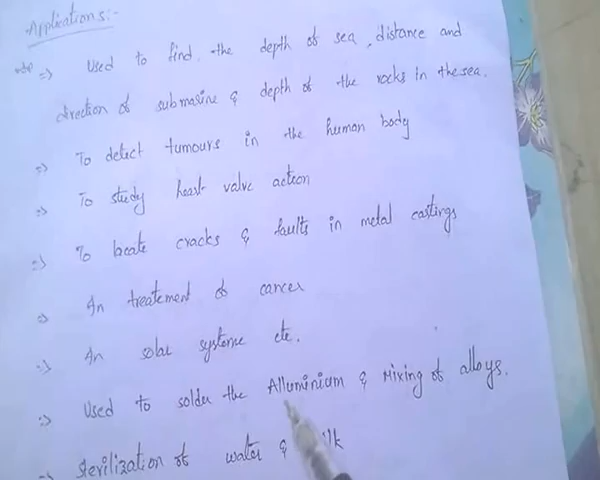 Applications:-
=> Used to find the depth of sea, distance and
direction of submarine & depth of the rocks in the sea.
=> To detect tumours in the human body
=> To study heart valve action
=> To locate cracks & faults in metal castings
=> In treatement of cancer
=> In solar systeme etc.
=> Used to solder the Alluminium & Mixing of alloys.
=> Sterilization of water &